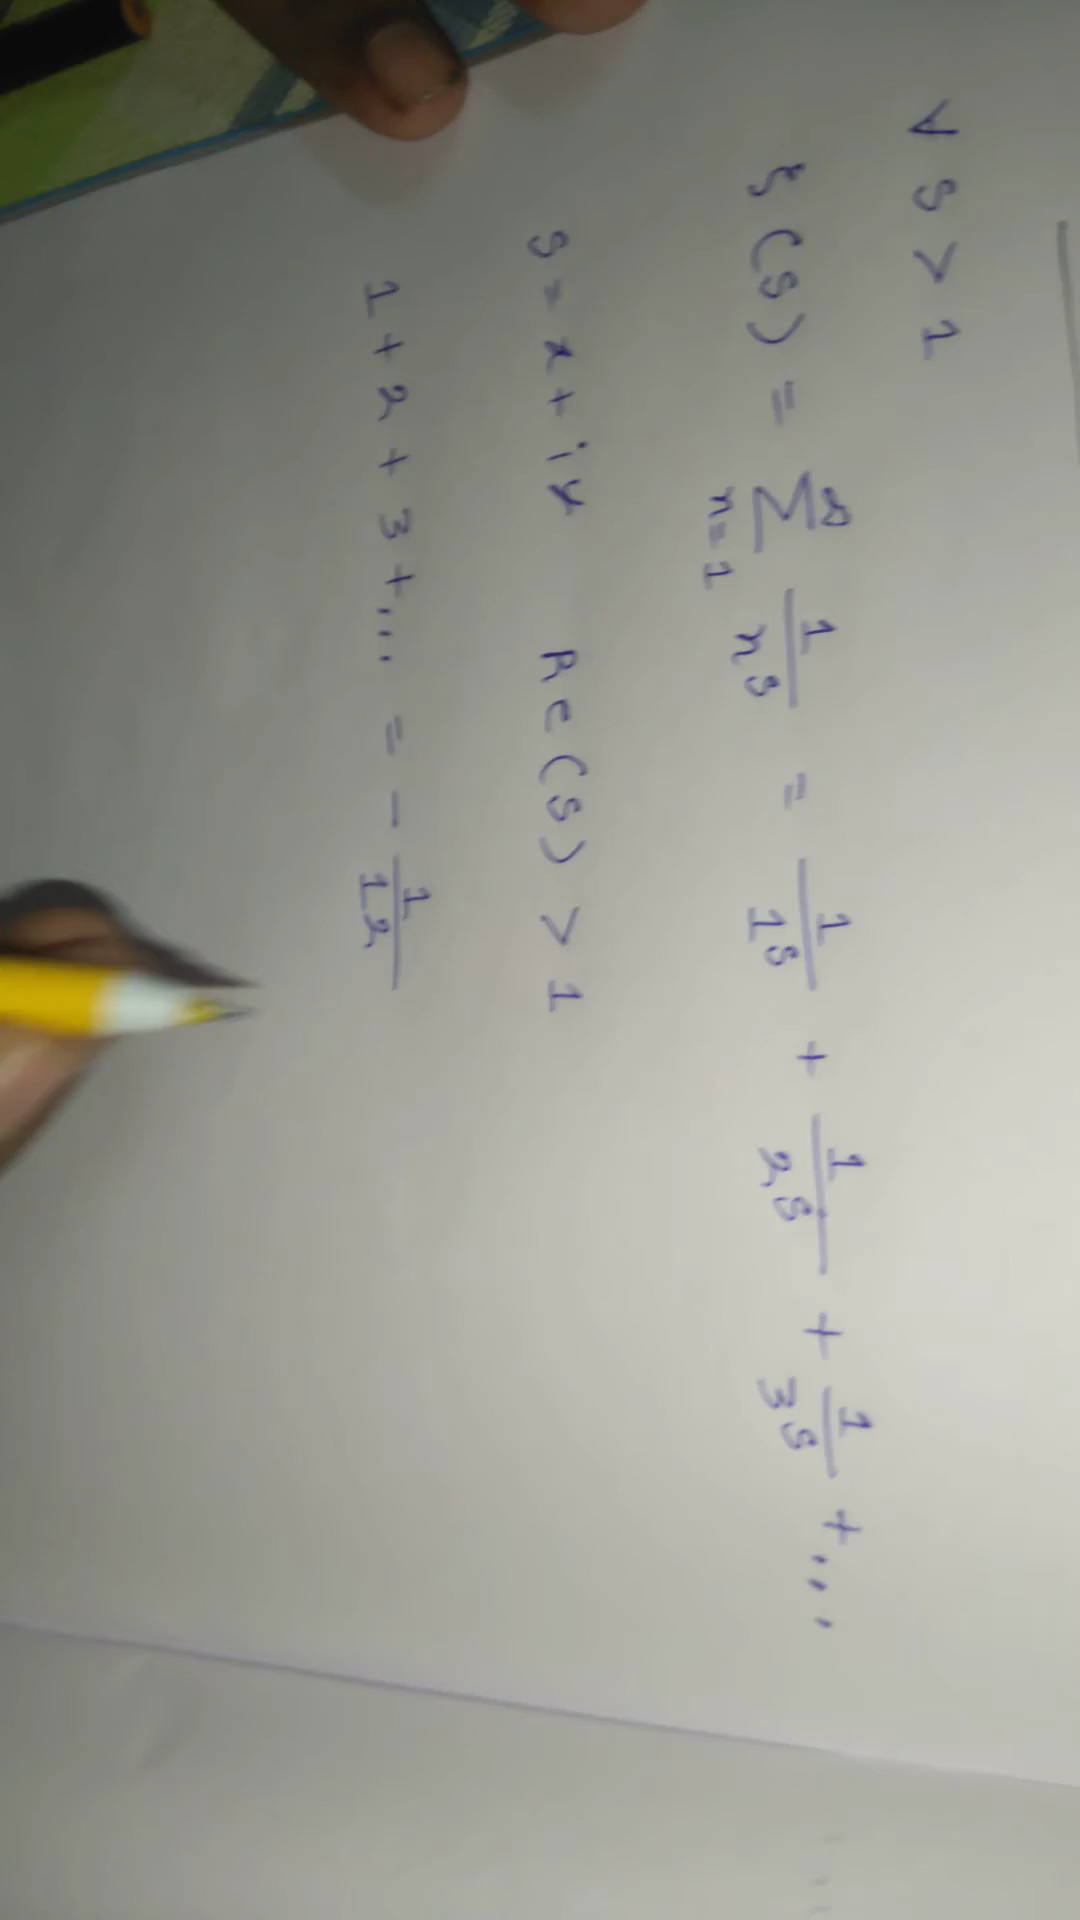 ∀ s > 1
ζ(s) = ∑_{n=1}^{∞} 1/n^s = 1/1^s + 1/2^s + 1/3^s + ...
s = x + iy Re(s) > 1
1 + 2 + 3 + ... = - 1/12